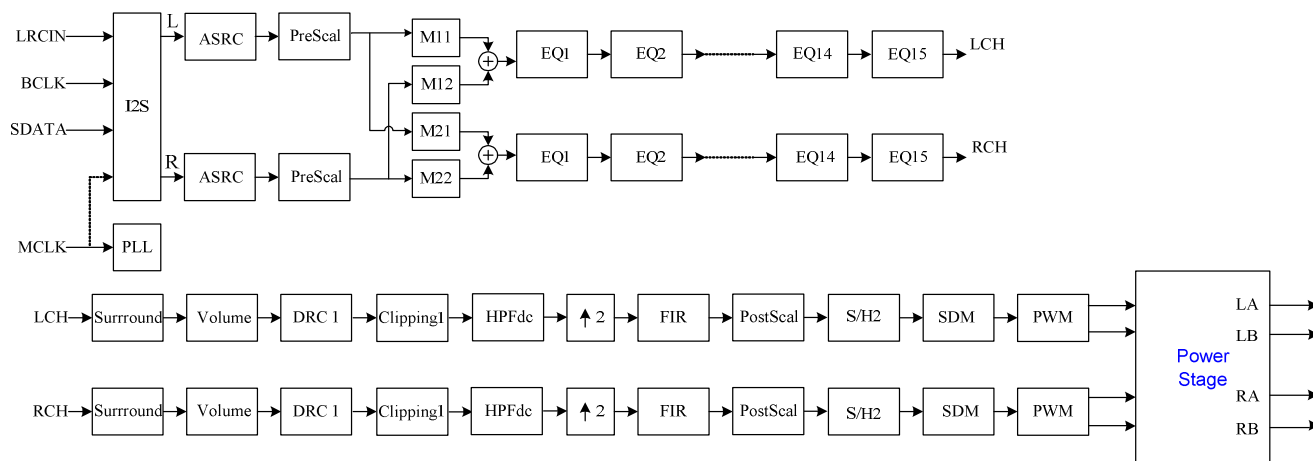 LRCIN
BCLK
SDATA
MCLK
I2S
PLL
L
ASRC
PreScal
R
ASRC
PreScal
M11
M12
M21
M22
EQ1
EQ2
EQ14
EQ15
LCH
EQ1
EQ2
EQ14
EQ15
RCH
LCH
Surrround
Volume
DRC 1
Clipping1
HPFdc
↑ 2
FIR
PostScal
S/H2
SDM
PWM
RCH
Surrround
Volume
DRC 1
Clipping1
HPFdc
↑ 2
FIR
PostScal
S/H2
SDM
PWM
Power
Stage
LA
LB
RA
RB